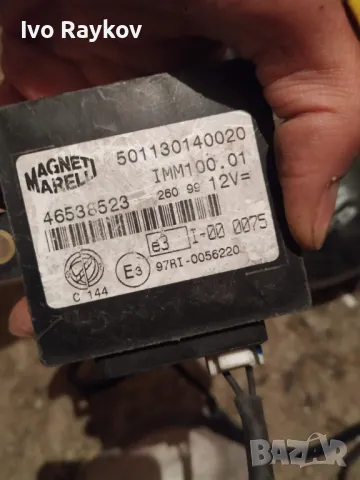 Ivo Raykov
MAGNETI
MARELLI
501130140020
IMM100.01
46538523
260 99 12V=
e3 I-00 0075
C 144
E3
97RI-0056220
BAZAR